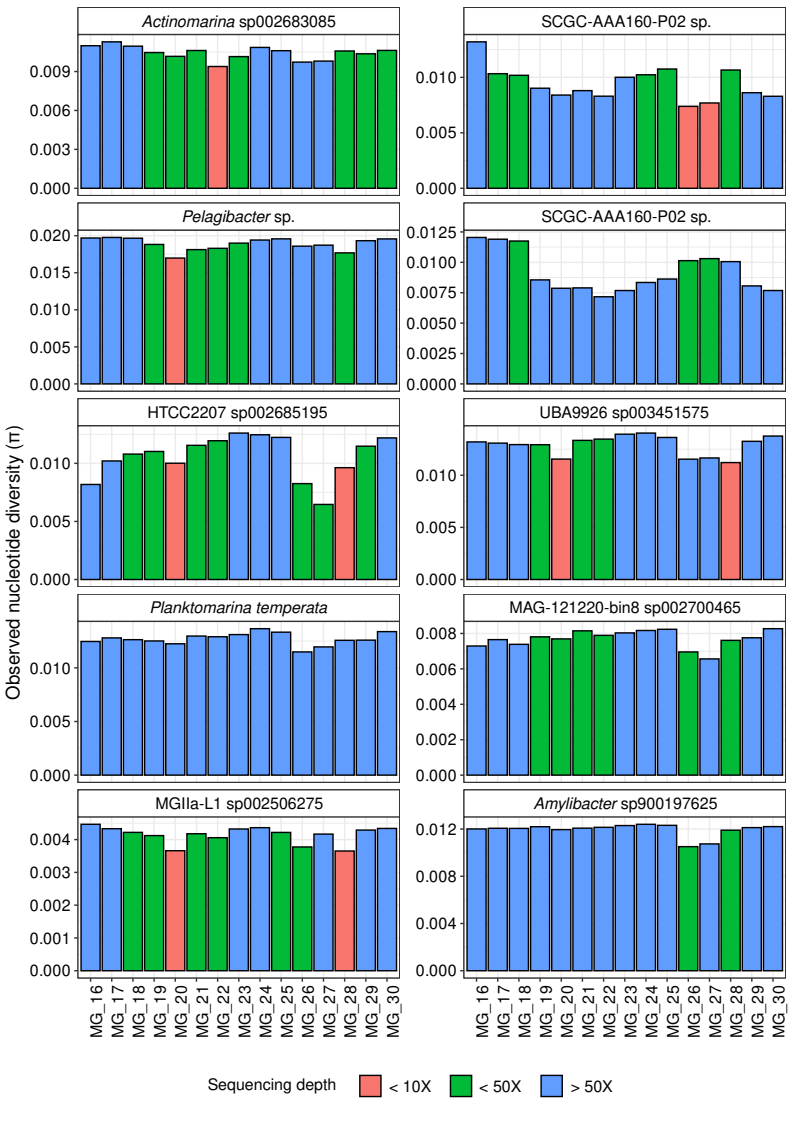 Observed nucleotide diversity (π)
Actinomarina sp002683085
0.009
0.006
0.003
0.000
SCGC-AAA160-P02 sp.
0.010
0.005
0.000
Pelagibacter sp.
0.020
0.015
0.010
0.005
0.000
SCGC-AAA160-P02 sp.
0.0125
0.0100
0.0075
0.0050
0.0025
0.0000
HTCC2207 sp002685195
0.010
0.005
0.000
UBA9926 sp003451575
0.010
0.005
0.000
Planktomarina temperata
0.010
0.005
0.000
MAG-121220-bin8 sp002700465
0.008
0.006
0.004
0.002
0.000
MGIIa-L1 sp002506275
0.004
0.003
0.002
0.001
0.000
MG_16
MG_17
MG_18
MG_19
MG_20
MG_21
MG_22
MG_23
MG_24
MG_25
MG_26
MG_27
MG_28
MG_29
MG_30
Amylibacter sp900197625
0.012
0.008
0.004
0.000
MG_16
MG_17
MG_18
MG_19
MG_20
MG_21
MG_22
MG_23
MG_24
MG_25
MG_26
MG_27
MG_28
MG_29
MG_30
Sequencing depth < 10X < 50X > 50X